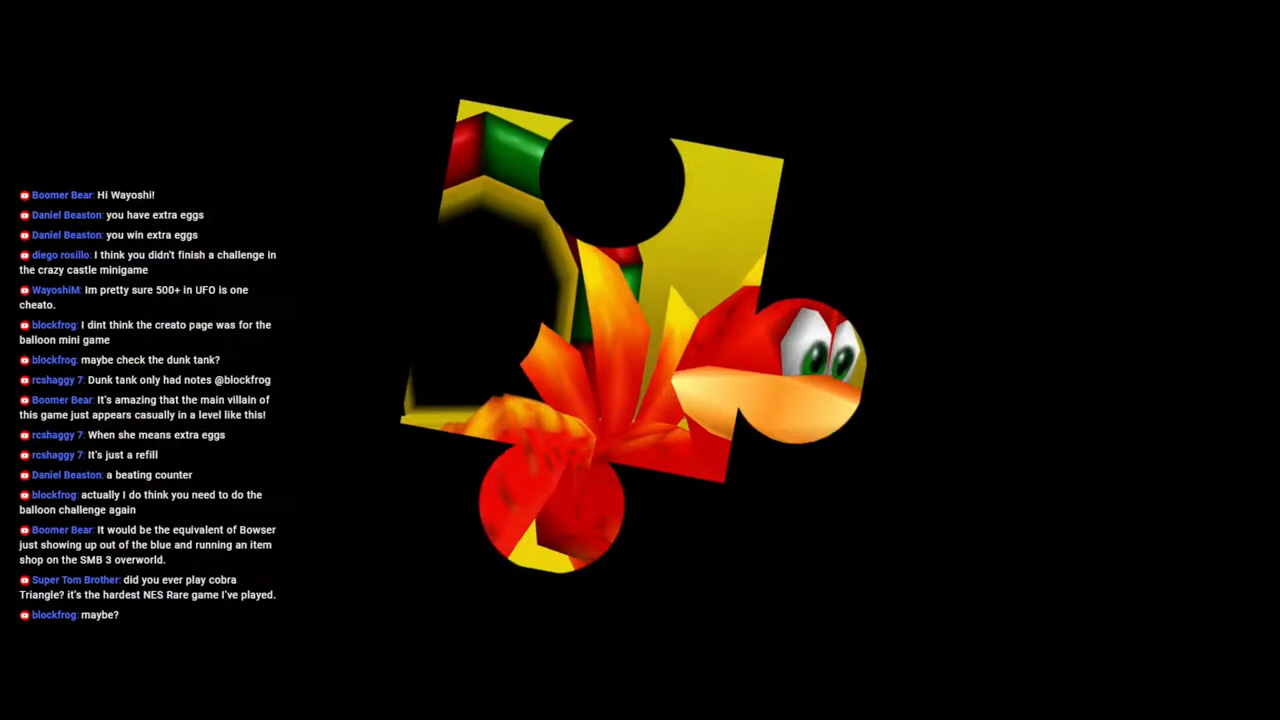 Boomer Bear: Hi Wayoshi!
Daniel Beaston: you have extra eggs
Daniel Beaston: you win extra eggs
diego rosillo: I think you didn't finish a challenge in
the crazy castle minigame
WayoshiM: Im pretty sure 500+ in UFO is one
cheato.
blockfrog: I dint think the creato page was for the
balloon mini game
blockfrog: maybe check the dunk tank?
rcshaggy 7: Dunk tank only had notes @blockfrog
Boomer Bear: It's amazing that the main villain of
this game just appears casually in a level like this!
rcshaggy 7: When she means extra eggs
rcshaggy 7: It's just a refill
Daniel Beaston: a beating counter
blockfrog: actually I do think you need to do the
balloon challenge again
Boomer Bear: It would be the equivalent of Bowser
just showing up out of the blue and running an item
shop on the SMB 3 overworld.
Super Tom Brother: did you ever play cobra
Triangle? it's the hardest NES Rare game I've played.
blockfrog: maybe?